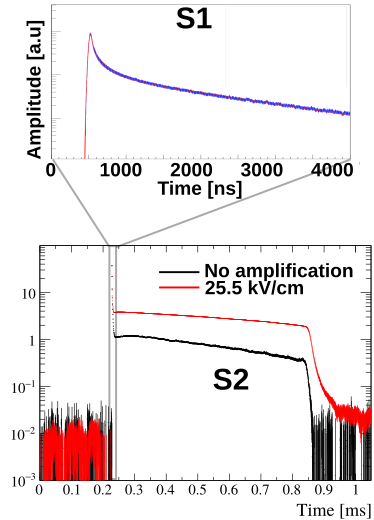 S1
Amplitude [a.u]
0 1000 2000 3000 4000
Time [ns]
No amplification
25.5 kV/cm
10
1
10⁻¹
10⁻²
10⁻³
S2
0 0.1 0.2 0.3 0.4 0.5 0.6 0.7 0.8 0.9 1
Time [ms]